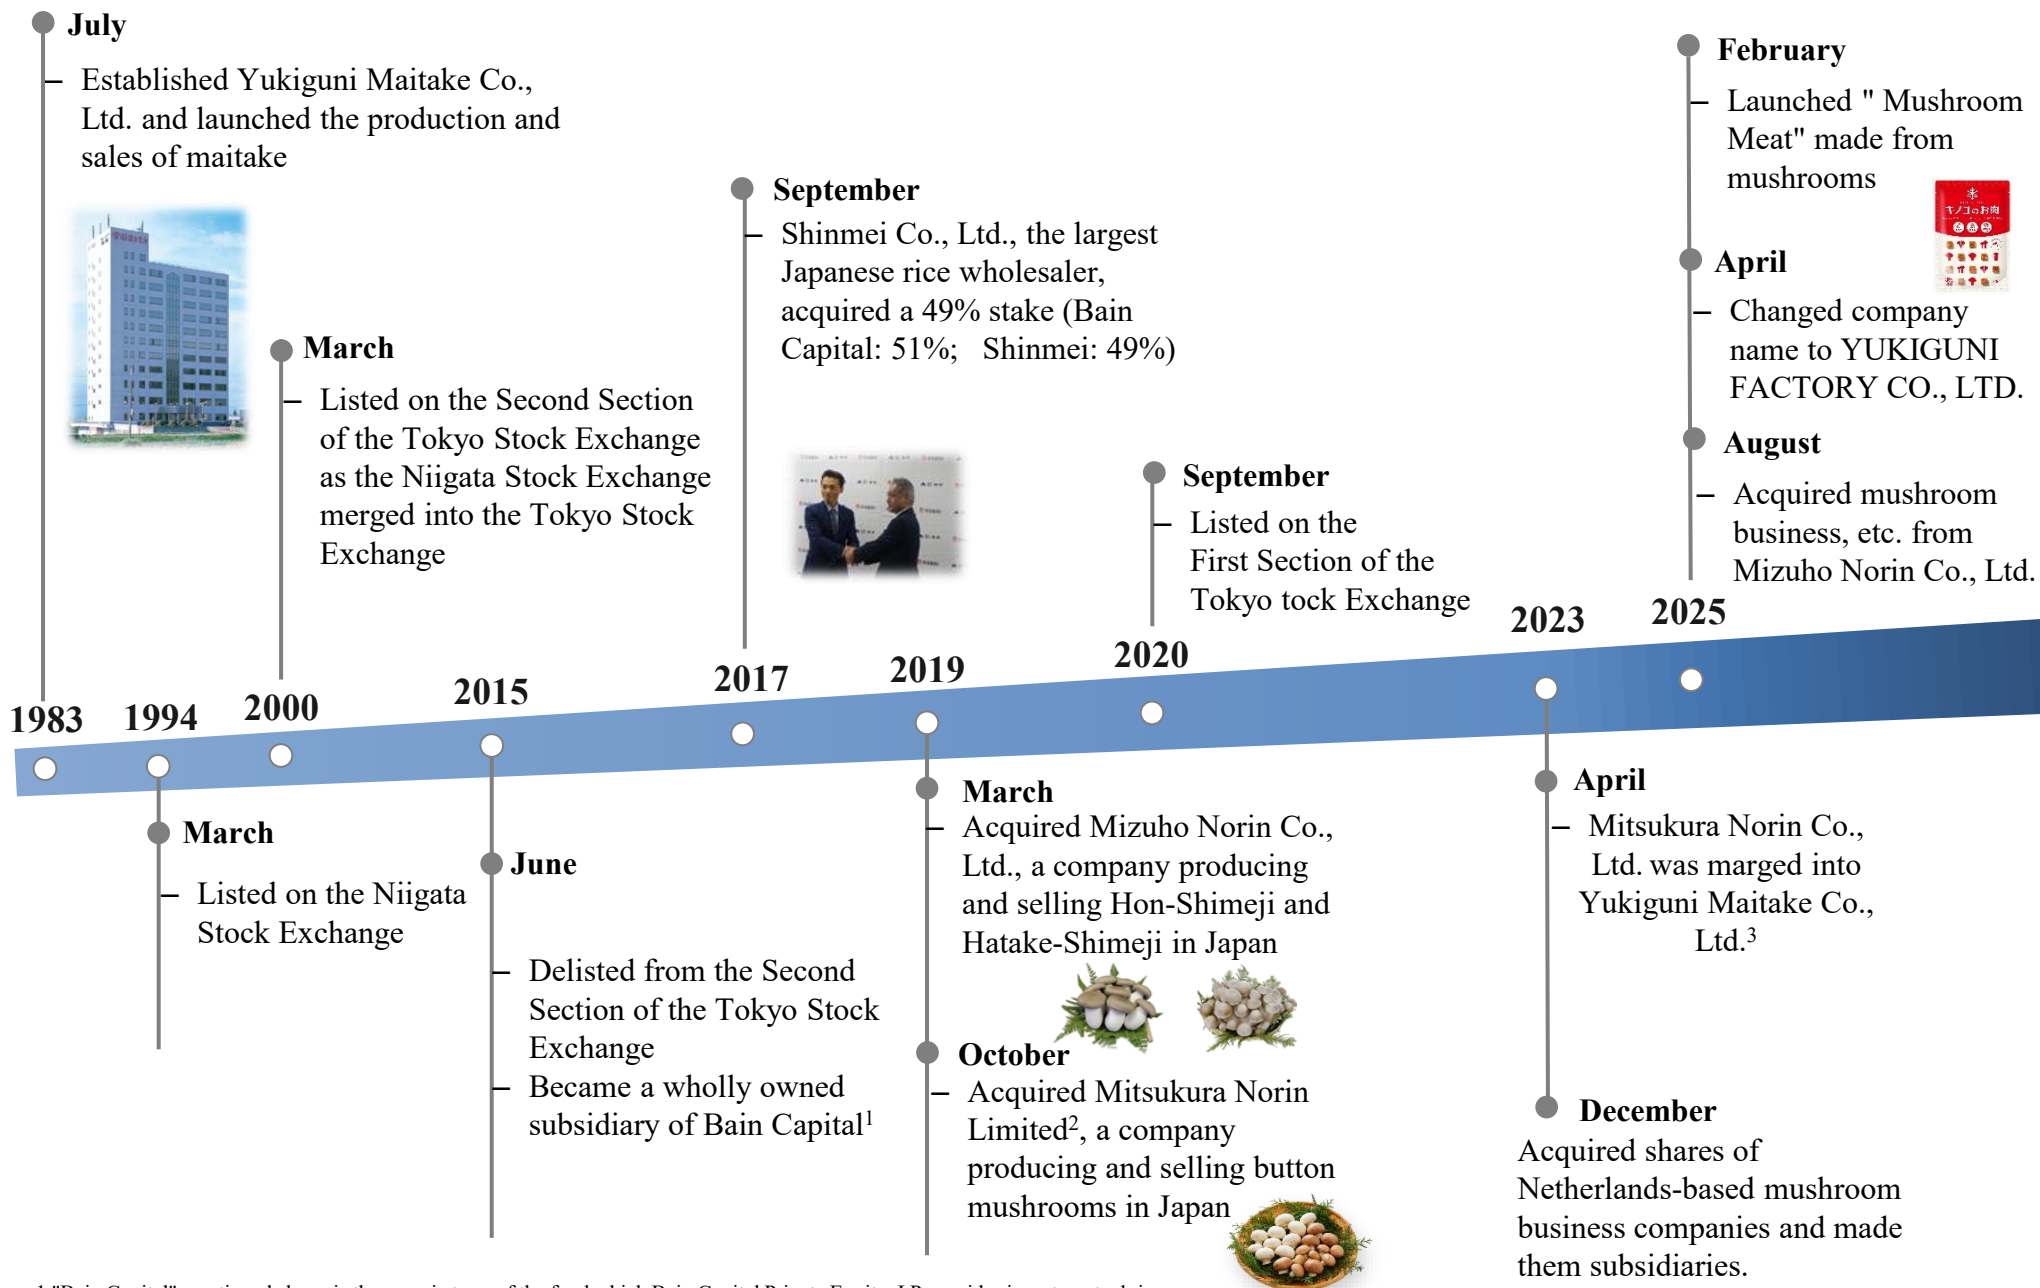 July
– Established Yukiguni Maitake Co.,
Ltd. and launched the production and
sales of maitake
March
– Listed on the Second Section
of the Tokyo Stock Exchange
as the Niigata Stock Exchange
merged into the Tokyo Stock
Exchange
September
– Shinmei Co., Ltd., the largest
Japanese rice wholesaler,
acquired a 49% stake (Bain
Capital: 51%; Shinmei: 49%)
September
– Listed on the
First Section of the
Tokyo tock Exchange
February
– Launched " Mushroom
Meat" made from
mushrooms
キノコのお肉
April
– Changed company
name to YUKIGUNI
FACTORY CO., LTD.
August
– Acquired mushroom
business, etc. from
Mizuho Norin Co., Ltd.
1983
1994
2000
2015
2017
2019
2020
2023
2025
March
– Listed on the Niigata
Stock Exchange
June
– Delisted from the Second
Section of the Tokyo Stock
Exchange
– Became a wholly owned
subsidiary of Bain Capital1
March
– Acquired Mizuho Norin Co.,
Ltd., a company producing
and selling Hon-Shimeji and
Hatake-Shimeji in Japan
October
– Acquired Mitsukura Norin
Limited2, a company
producing and selling button
mushrooms in Japan
April
– Mitsukura Norin Co.,
Ltd. was marged into
Yukiguni Maitake Co.,
Ltd.3
December
Acquired shares of
Netherlands-based mushroom
business companies and made
them subsidiaries.